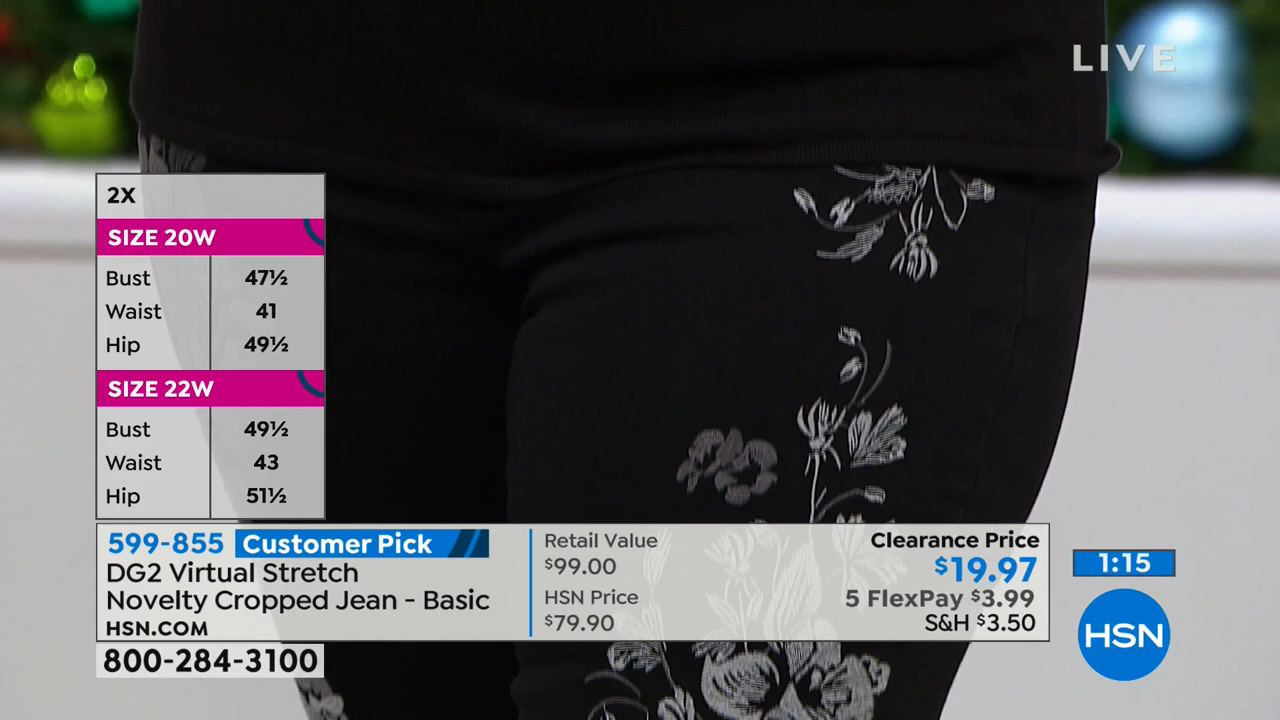 LIVE
2X
SIZE 20W
Bust 47½
Waist 41
Hip 49½
SIZE 22W
Bust 49½
Waist 43
Hip 51½
599-855 Customer Pick
DG2 Virtual Stretch
Novelty Cropped Jean - Basic
HSN.COM
800-284-3100
Retail Value
$99.00
HSN Price
$79.90
Clearance Price
$19.97
5 FlexPay $3.99
S&H $3.50
1:15
HSN